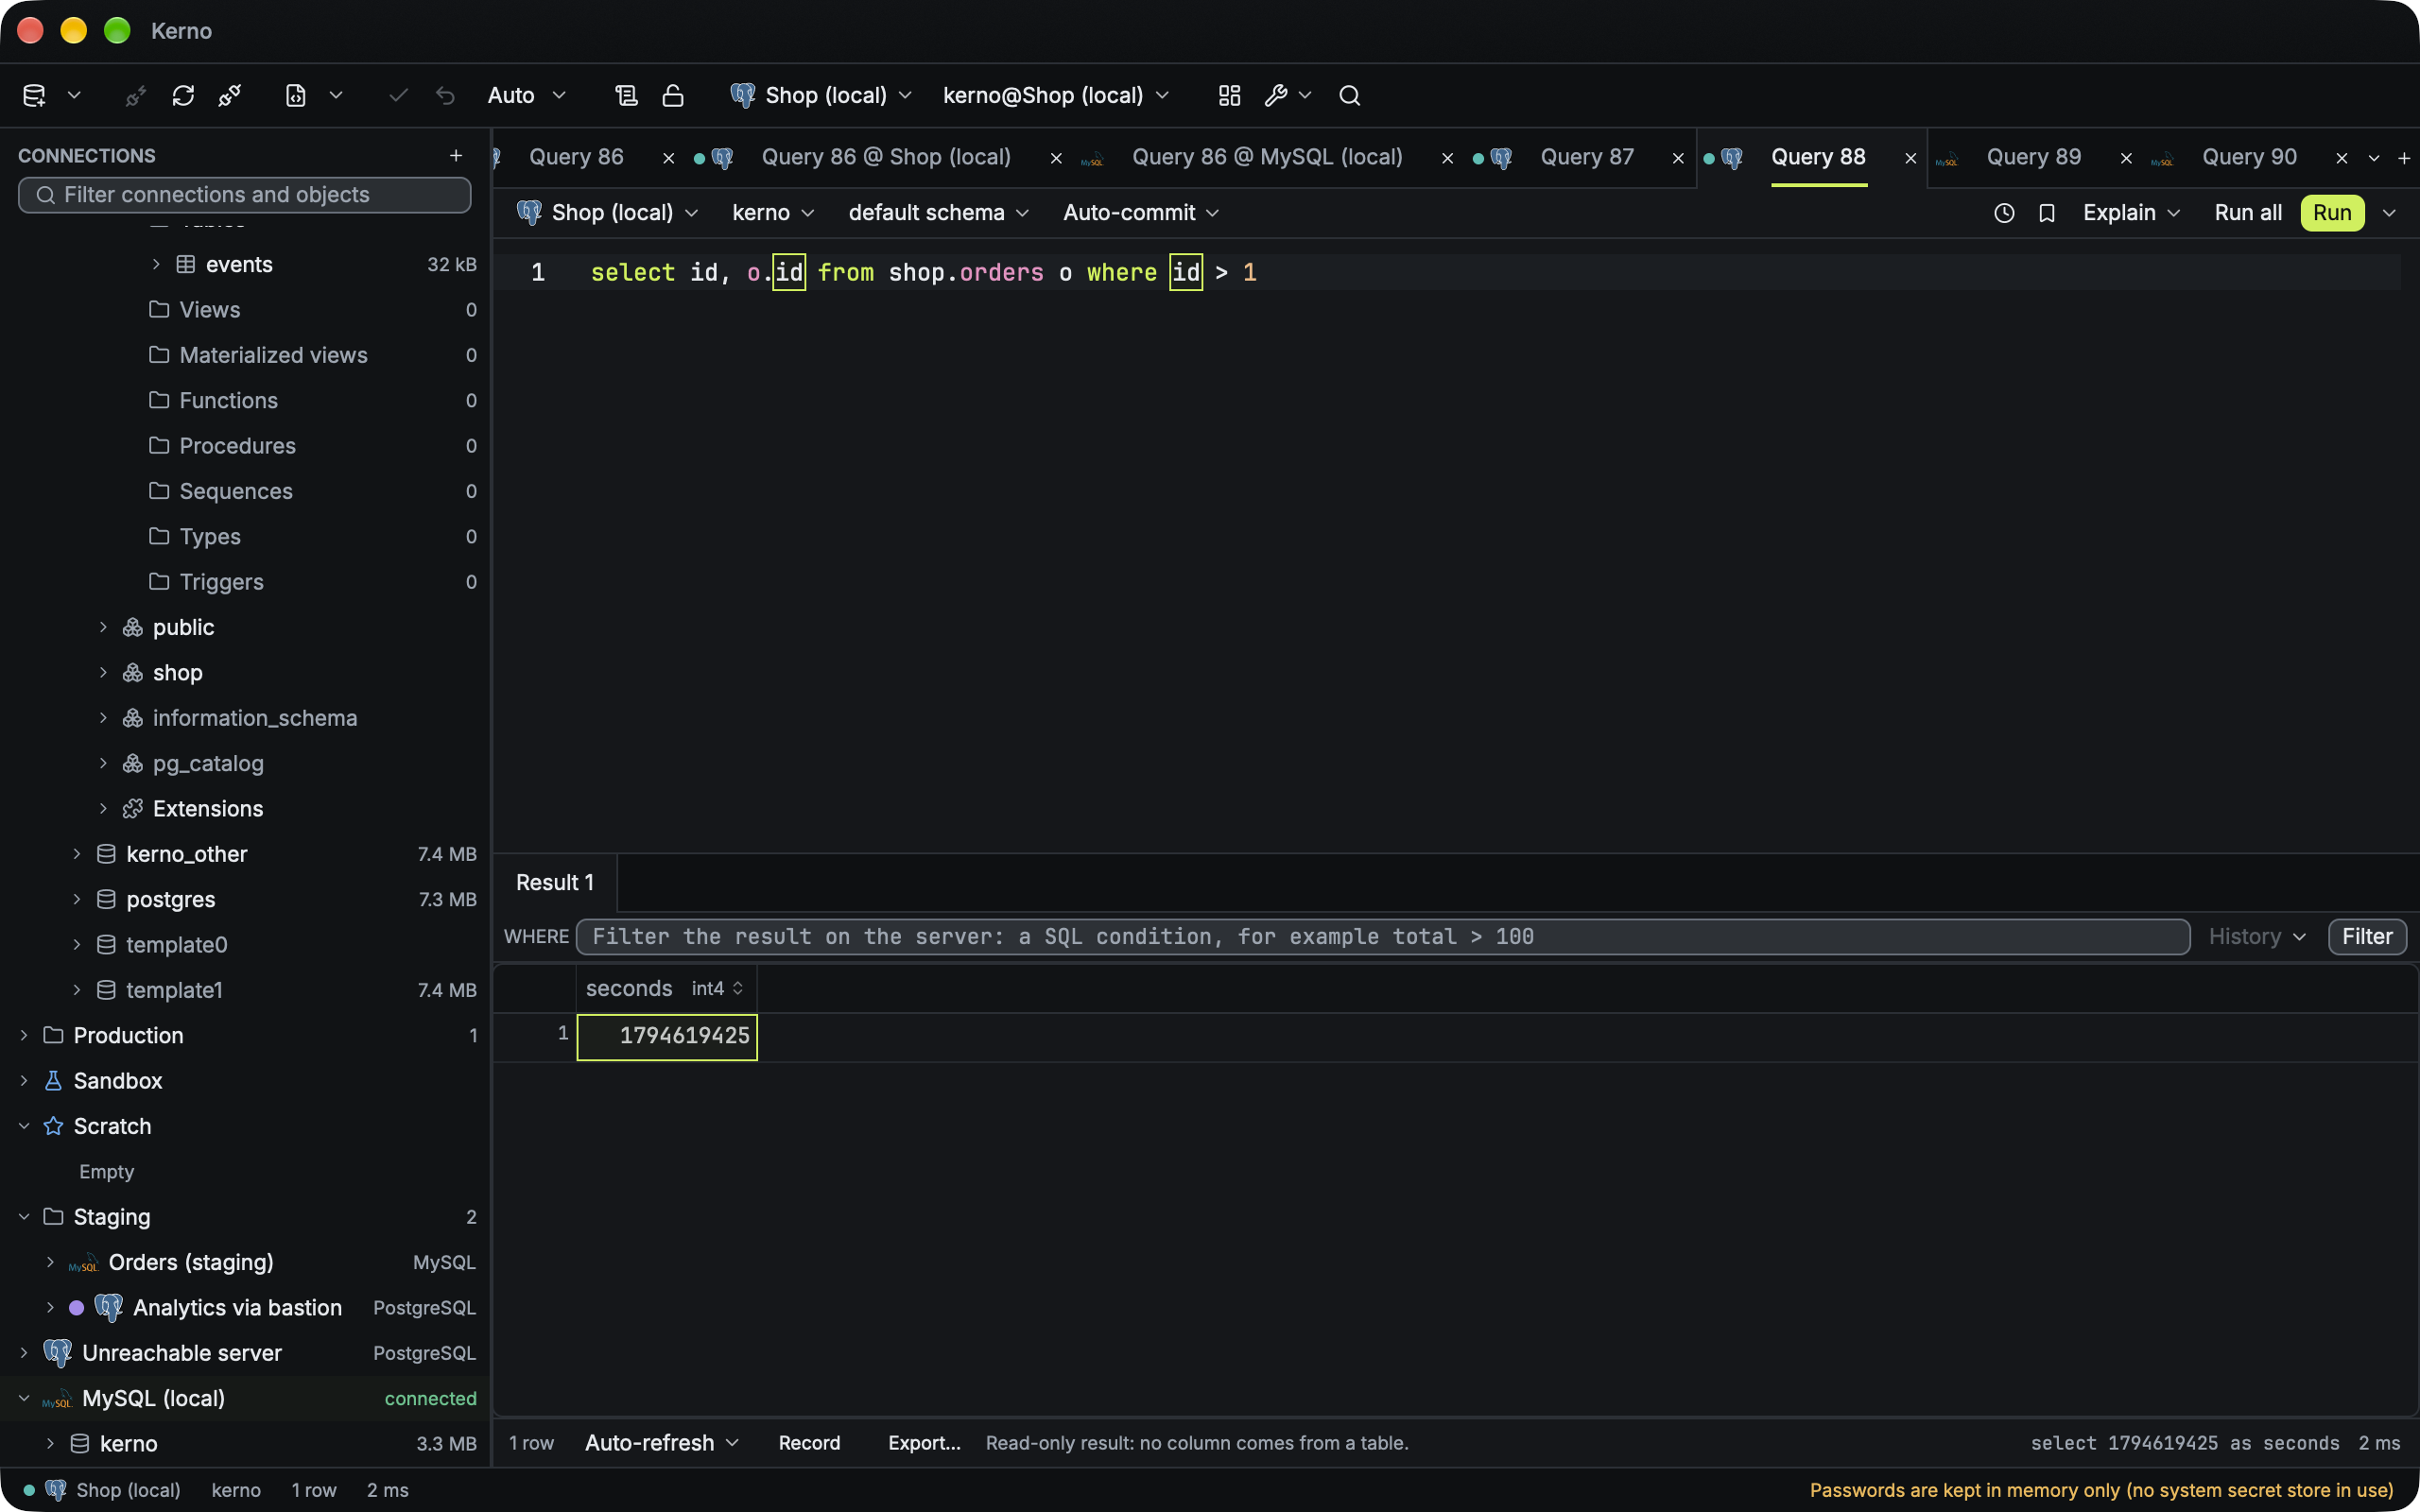 Kerno
Auto
Shop (local)
kerno@Shop (local)
CONNECTIONS
Filter connections and objects
events 32 kB
Views 0
Materialized views 0
Functions 0
Procedures 0
Sequences 0
Types 0
Triggers 0
public
shop
information_schema
pg_catalog
Extensions
kerno_other 7.4 MB
postgres 7.3 MB
template0
template1 7.4 MB
Production 1
Sandbox
Scratch
Empty
Staging 2
MySQL Orders (staging) MySQL
Analytics via bastion PostgreSQL
Unreachable server PostgreSQL
MySQL MySQL (local) connected
kerno 3.3 MB
Query 86
Query 86 @ Shop (local)
MySQL Query 86 @ MySQL (local)
Query 87
Query 88
MySQL Query 89
MySQL Query 90
Shop (local) kerno default schema Auto-commit Explain Run all Run
1 select id, o.id from shop.orders o where id > 1
Result 1
WHERE Filter the result on the server: a SQL condition, for example total > 100 History Filter
seconds int4
1 1794619425
1 row Auto-refresh Record Export... Read-only result: no column comes from a table. select 1794619425 as seconds 2 ms
Shop (local) kerno 1 row 2 ms Passwords are kept in memory only (no system secret store in use)